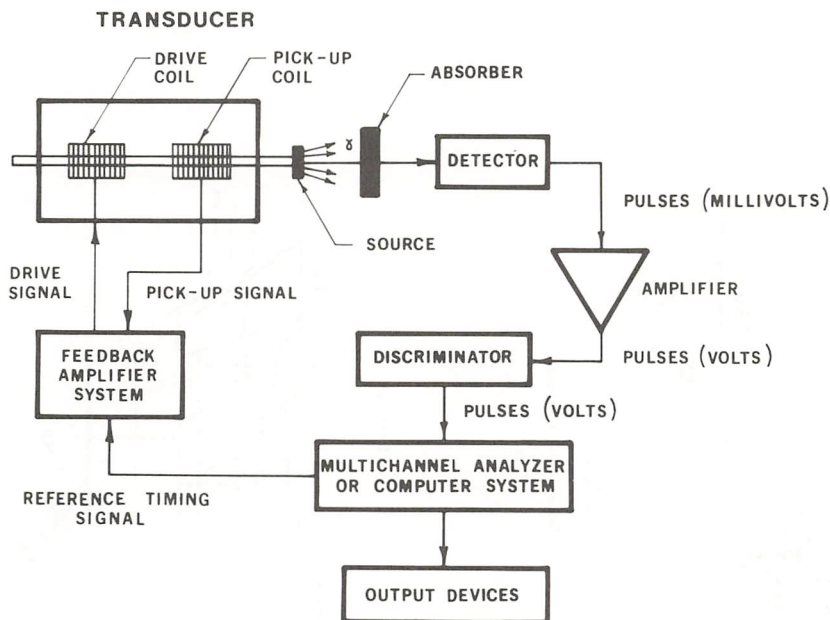 TRANSDUCER
DRIVE
COIL
PICK-UP
COIL
ABSORBER
γ
DETECTOR
SOURCE
PULSES (MILLIVOLTS)
DRIVE
SIGNAL
PICK-UP SIGNAL
AMPLIFIER
FEEDBACK
AMPLIFIER
SYSTEM
DISCRIMINATOR
PULSES (VOLTS)
PULSES (VOLTS)
MULTICHANNEL ANALYZER
OR COMPUTER SYSTEM
REFERENCE TIMING
SIGNAL
OUTPUT DEVICES